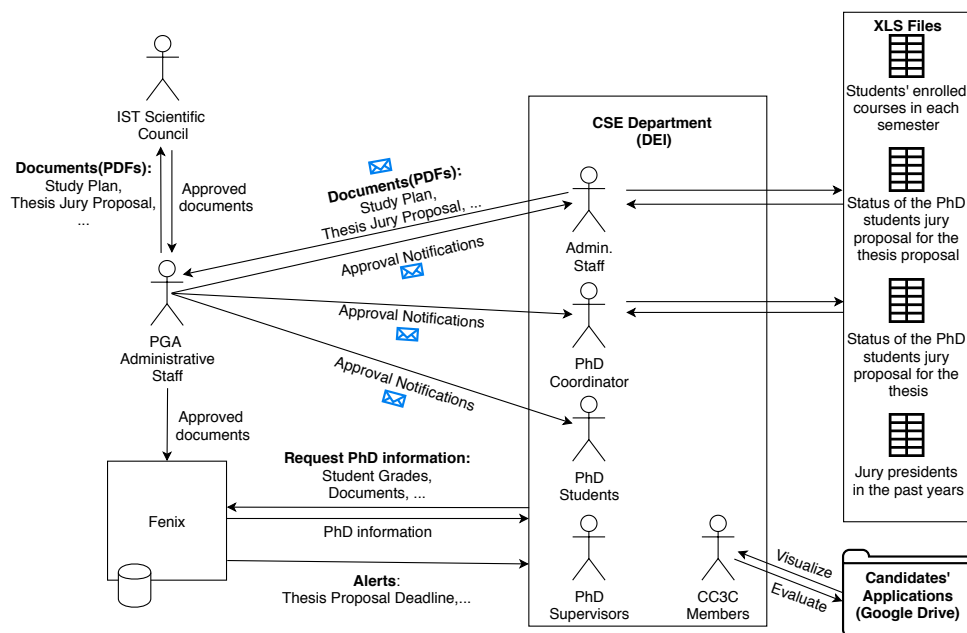 XLS Files
Students' enrolled
courses in each
semester
Status of the PhD
students jury
proposal for the
thesis proposal
Status of the PhD
students jury
proposal for the
thesis
Jury presidents
in the past years
IST Scientific
Council
Documents(PDFs):
Study Plan,
Thesis Jury Proposal,
...
Approved
documents
CSE Department
(DEI)
Documents(PDFs):
Study Plan,
Thesis Jury Proposal, ...
Approval Notifications
Admin.
Staff
PGA
Administrative
Staff
Approval Notifications
PhD
Coordinator
Approval Notifications
PhD
Students
Approved
documents
Fenix
Request PhD information:
Student Grades,
Documents, ...
PhD information
Alerts:
Thesis Proposal Deadline,...
PhD
Supervisors
CC3C
Members
Visualize
Evaluate
Candidates'
Applications
(Google Drive)